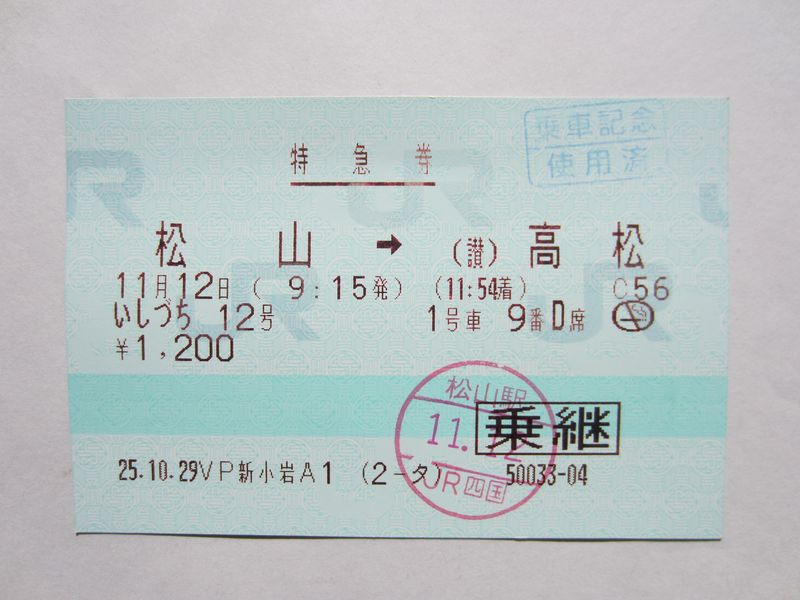 乗車記念
使用済
特急券
松山 → (讃)高松
11月12日( 9:15発) (11:54着) C56
いしづち 12号 1号車 9番D席
¥1,200
松山駅
11.12
乗継
25.10.29VP新小岩A1 (2-タ) 50033-04
JR四国